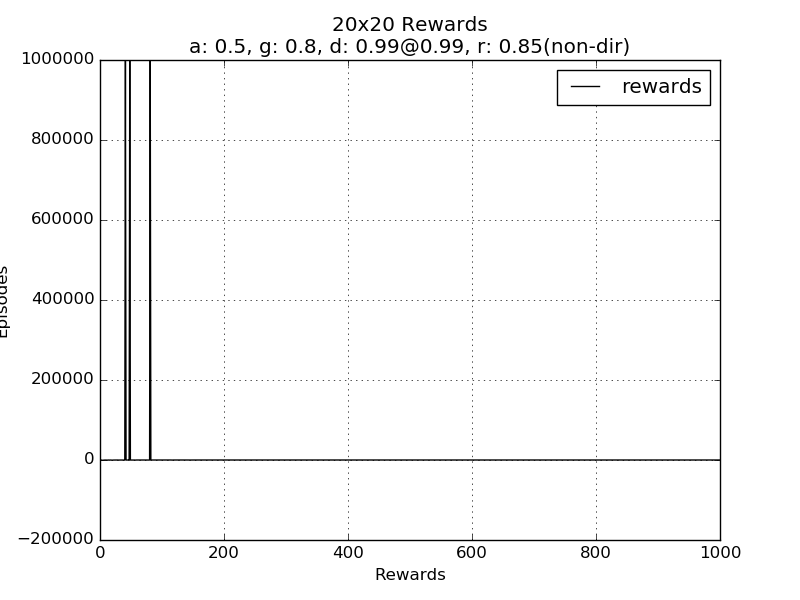 20x20 Rewards
a: 0.5, g: 0.8, d: 0.99@0.99, r: 0.85(non-dir)
rewards
1000000
800000
600000
400000
200000
0
−200000
Episodes
0 200 400 600 800 1000
Rewards